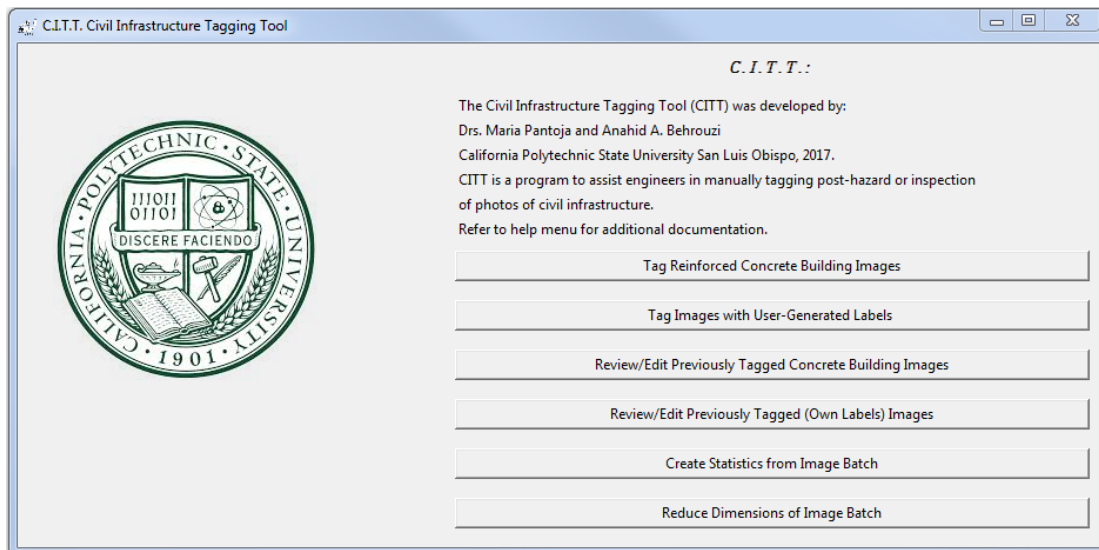 C.I.T.T. Civil Infrastructure Tagging Tool
CALIFORNIA · POLYTECHNIC · STATE · UNIVERSITY
111011
01101
DISCERE FACIENDO
· 1901 ·
C. I. T. T. :
The Civil Infrastructure Tagging Tool (CITT) was developed by:
Drs. Maria Pantoja and Anahid A. Behrouzi
California Polytechnic State University San Luis Obispo, 2017.
CITT is a program to assist engineers in manually tagging post-hazard or inspection
of photos of civil infrastructure.
Refer to help menu for additional documentation.
Tag Reinforced Concrete Building Images
Tag Images with User-Generated Labels
Review/Edit Previously Tagged Concrete Building Images
Review/Edit Previously Tagged (Own Labels) Images
Create Statistics from Image Batch
Reduce Dimensions of Image Batch